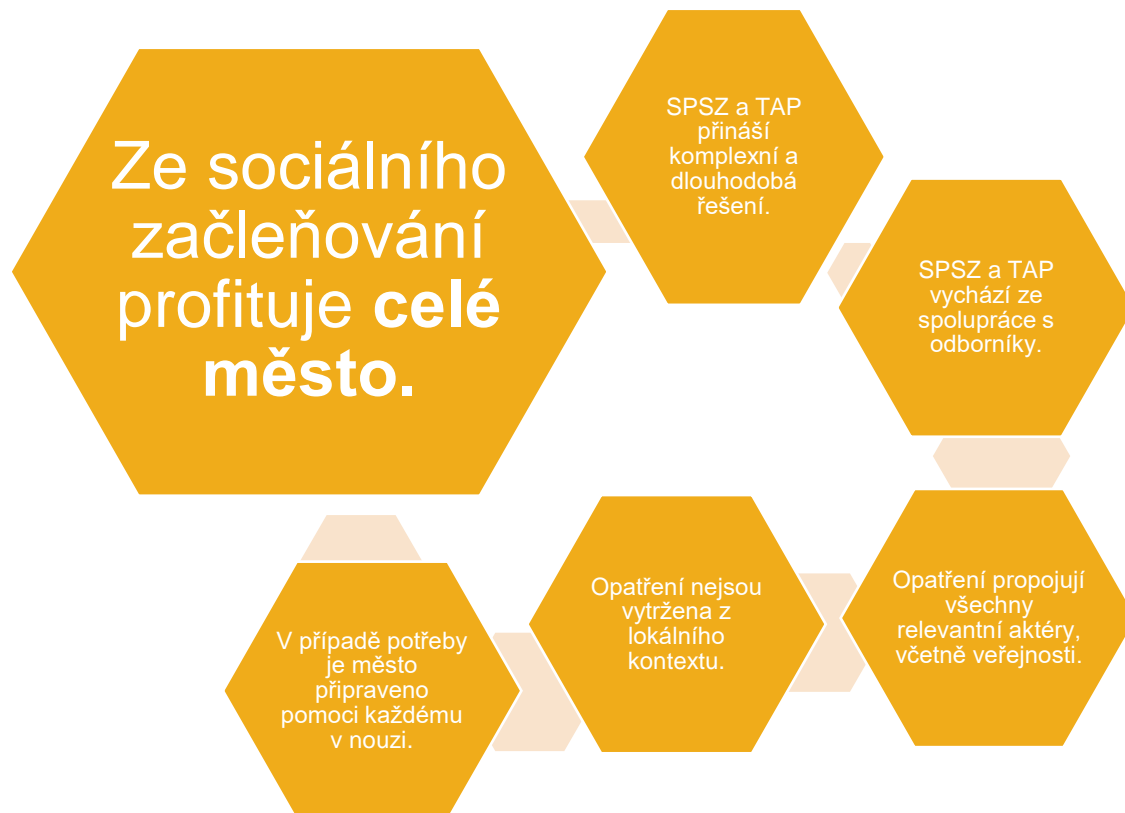 Ze sociálního
začleňování
profituje celé
město.
SPSZ a TAP
přináší
komplexní a
dlouhodobá
řešení.
SPSZ a TAP
vychází ze
spolupráce s
odborníky.
Opatření propojují
všechny
relevantní aktéry,
včetně veřejnosti.
Opatření nejsou
vytržena z
lokálního
kontextu.
V případě potřeby
je město
připraveno
pomoci každému
v nouzi.